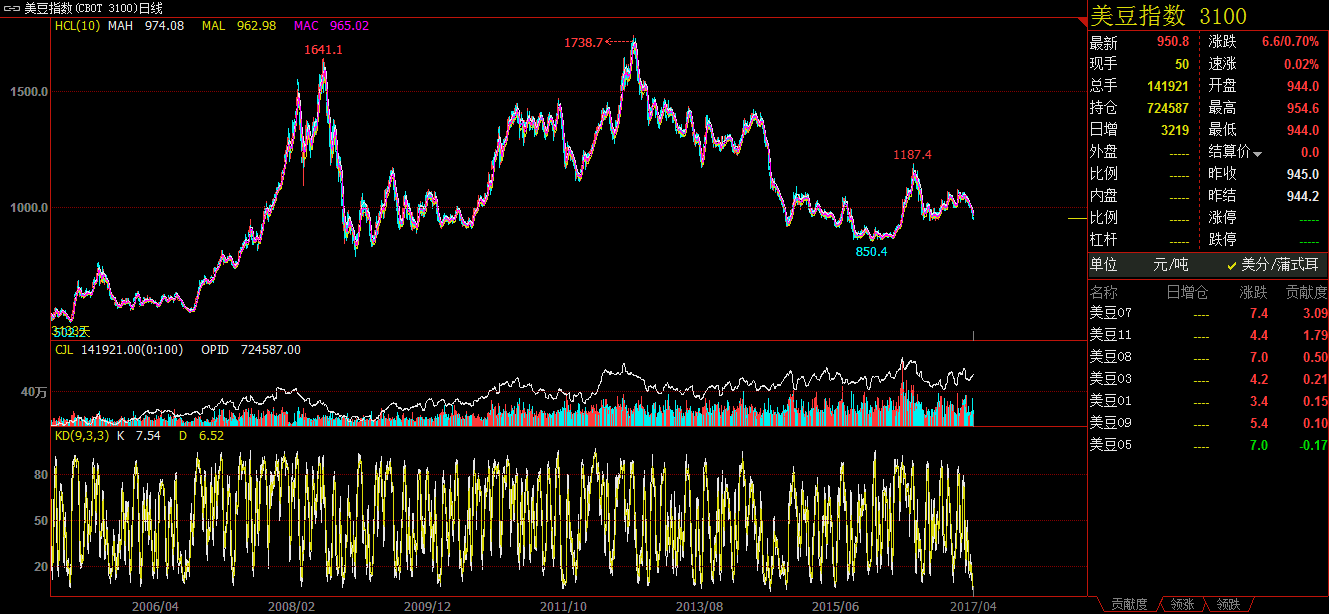 美豆指数(CBOT 3100)日线
HCL(10) MAH 974.08 MAL 962.98 MAC 965.02
1641.1
1738.7
1187.4
850.4
1500.0
1000.0
CJL 141921.00(0:100) OPID 724587.00
40万
KD(9,3,3) K 7.54 D 6.52
80
50
20
2006/04 2008/02 2009/12 2011/10 2013/08 2015/06 2017/04
美豆指数 3100
最新 950.8 涨跌 6.6/0.70%
现手 50 速涨 0.02%
总手 141921 开盘 944.0
持仓 724587 最高 954.6
日增 3219 最低 944.0
外盘 ----- 结算价 0.0
比例 ----- 昨收 945.0
内盘 ----- 昨结 944.2
比例 ----- 涨停 -----
杠杆 ----- 跌停 -----
单位 元/吨 美分/蒲式耳
名称 日增仓 涨跌 贡献度
美豆07 ---- 7.4 3.09
美豆11 ---- 4.4 1.79
美豆08 ---- 7.0 0.50
美豆03 ---- 4.2 0.21
美豆01 ---- 3.4 0.15
美豆09 ---- 5.4 0.10
美豆05 ---- 7.0 -0.17
贡献度 领涨 领跌